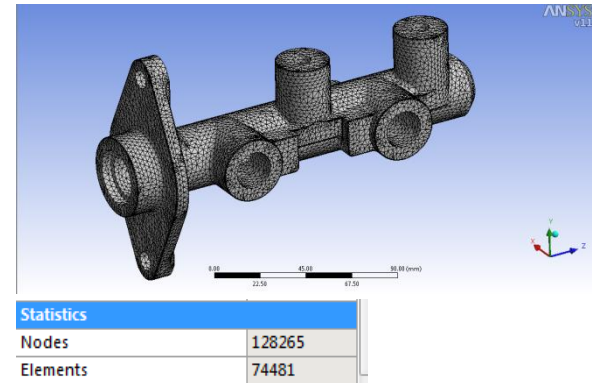 ANSYS
v11
Y
X
Z
0.00 45.00 90.00 (mm)
22.50 67.50
Statistics
Nodes 128265
Elements 74481